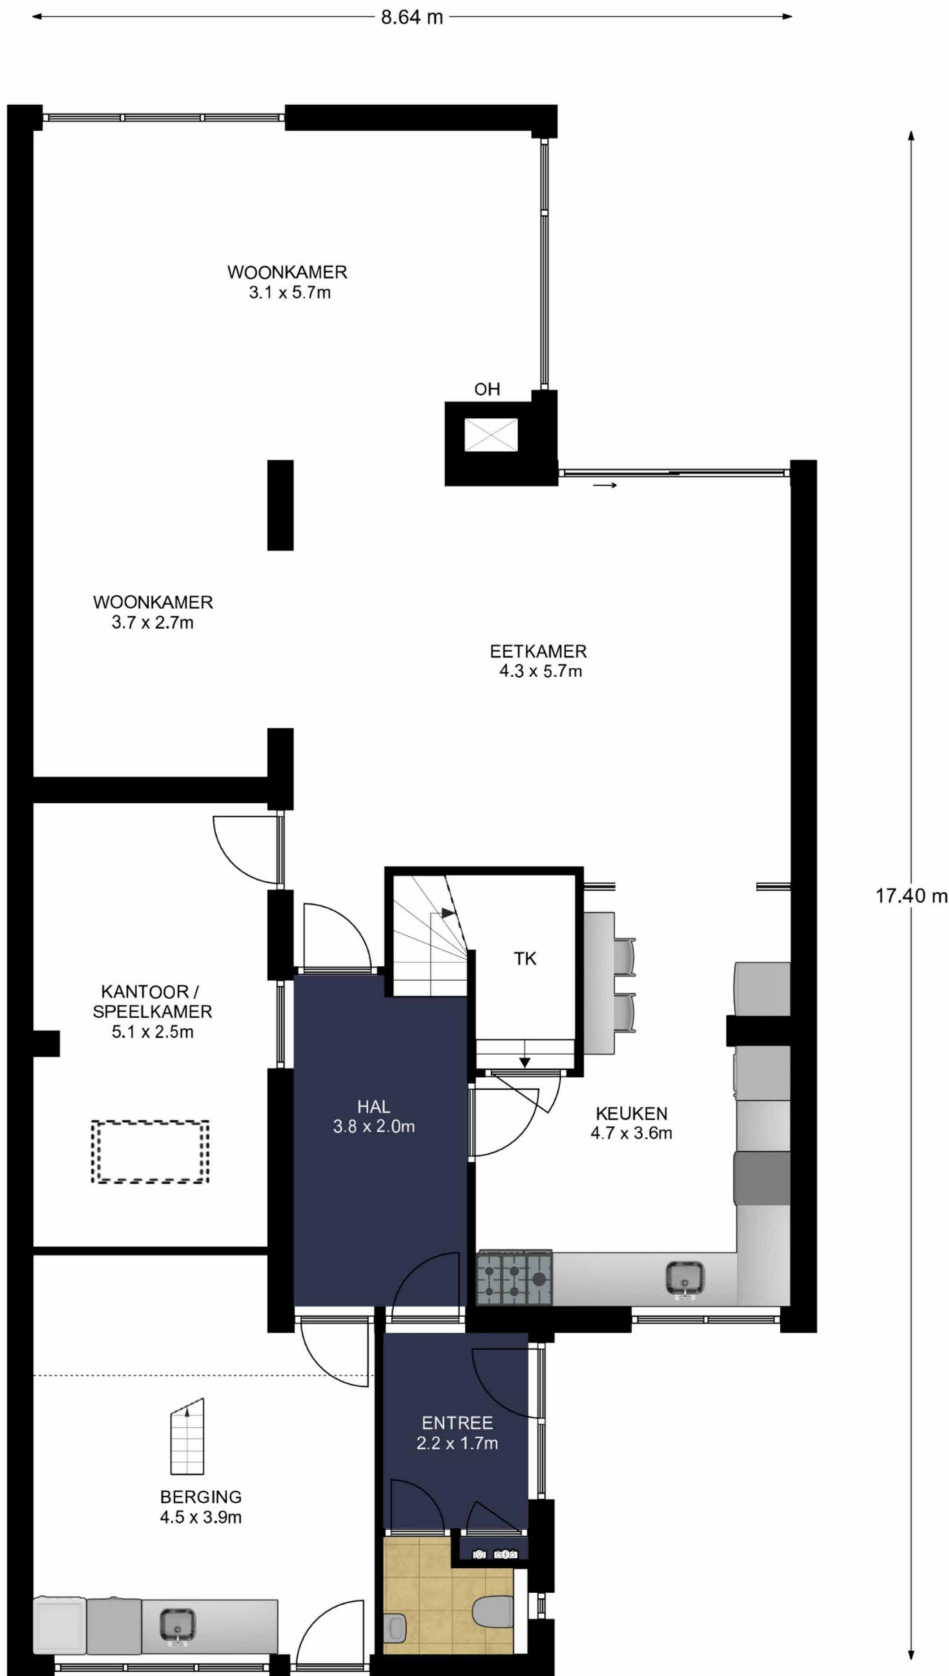 8.64 m
WOONKAMER
3.1 x 5.7m
OH
WOONKAMER
3.7 x 2.7m
EETKAMER
4.3 x 5.7m
17.40 m
TK
KANTOOR /
SPEELKAMER
5.1 x 2.5m
HAL
3.8 x 2.0m
KEUKEN
4.7 x 3.6m
ENTREE
2.2 x 1.7m
BERGING
4.5 x 3.9m